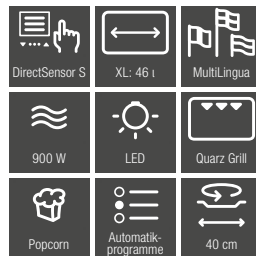 DirectSensor S
XL: 46 l
MultiLingua
900 W
LED
Quarz Grill
Popcorn
Automatik-
programme
40 cm